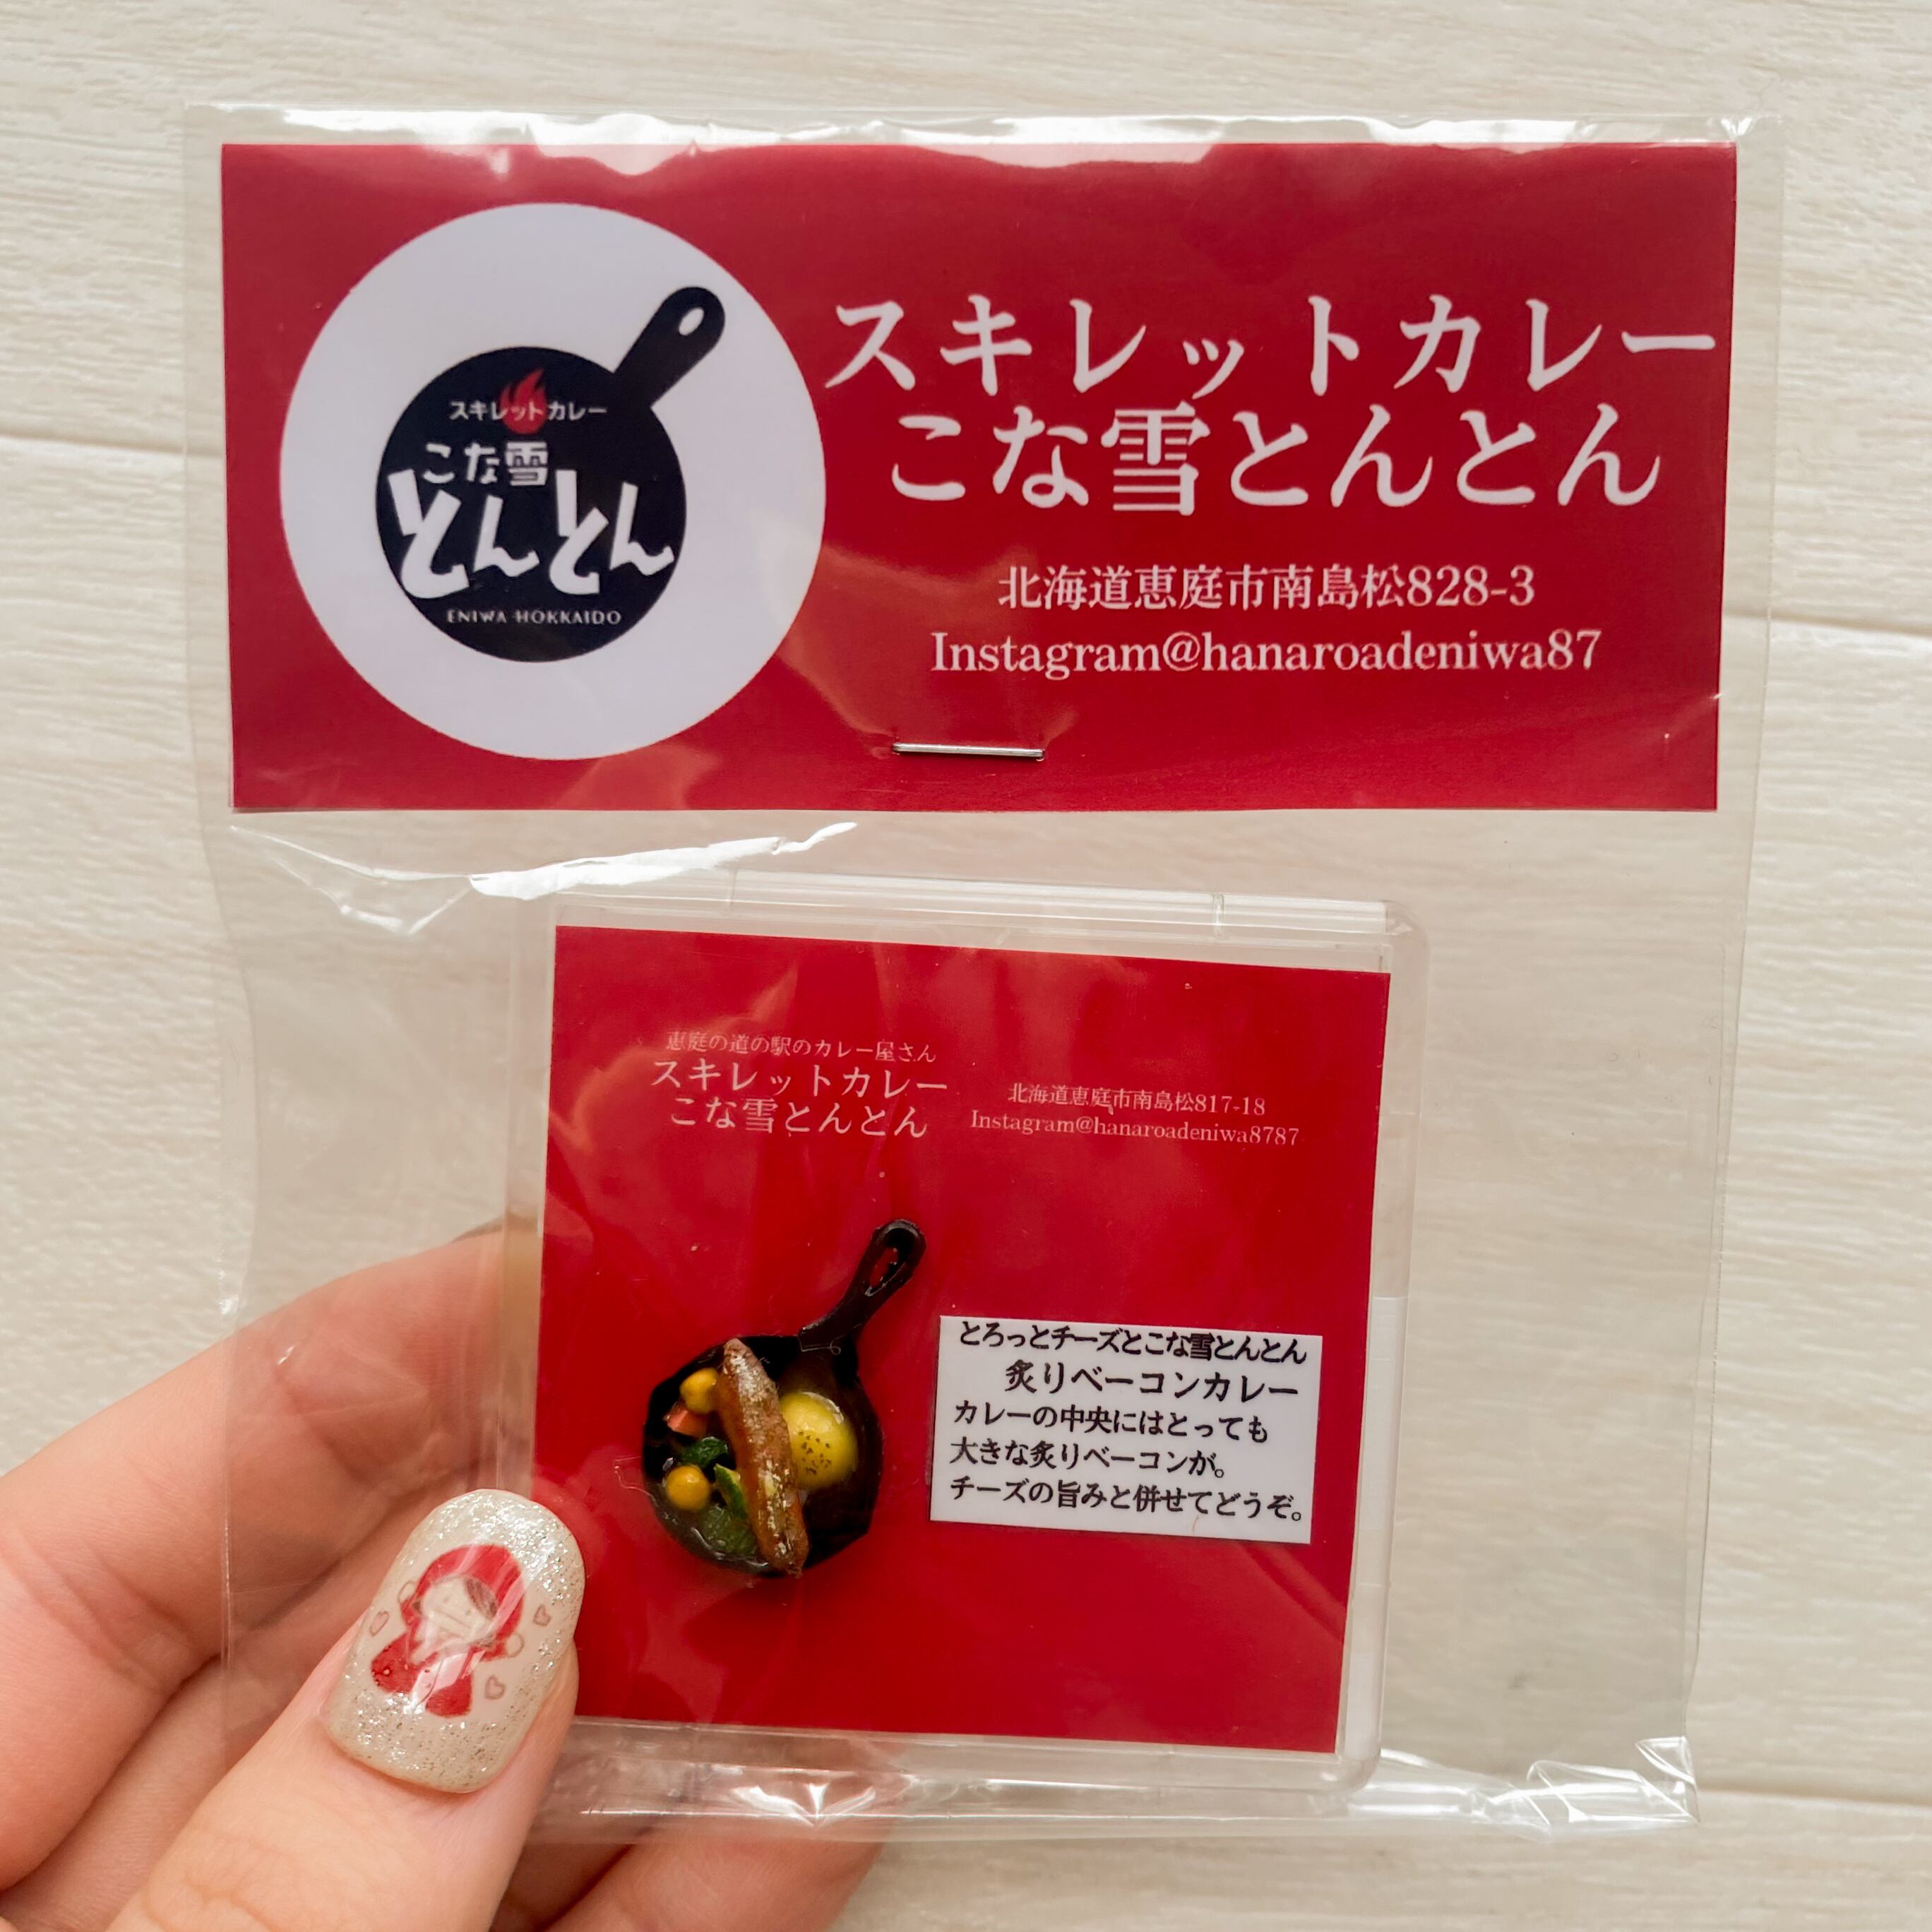 スキレットカレー
こな雪
とんとん
ENIWA HOKKAIDO
スキレットカレー
こな雪とんとん
北海道恵庭市南島松828-3
Instagram@hanaroadeniwa87
恵庭の道の駅のカレー屋さん
スキレットカレー
こな雪とんとん
北海道恵庭市南島松817-18
Instagram@hanaroadeniwa8787
とろっとチーズとこな雪とんとん
炙りベーコンカレー
カレーの中央にはとっても
大きな炙りベーコンが。
チーズの旨みと併せてどうぞ。